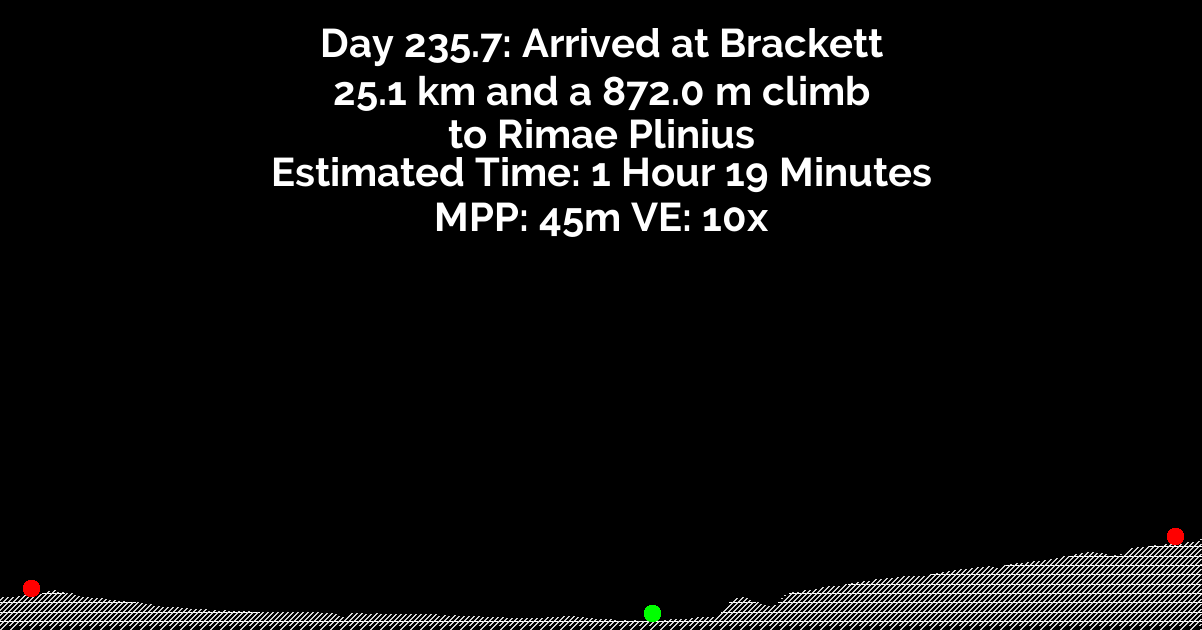 Day 235.7: Arrived at Brackett
25.1 km and a 872.0 m climb
to Rimae Plinius
Estimated Time: 1 Hour 19 Minutes
MPP: 45m VE: 10x